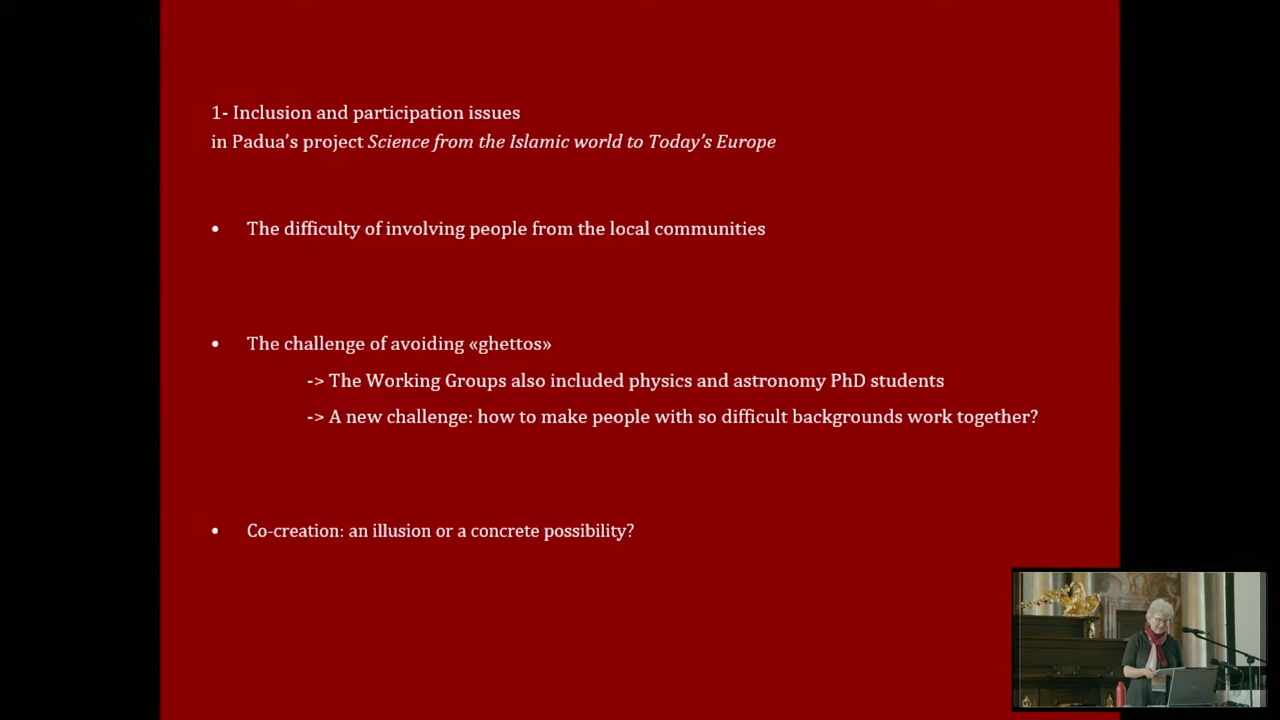 1- Inclusion and participation issues
in Padua’s project Science from the Islamic world to Today’s Europe
• The difficulty of involving people from the local communities
• The challenge of avoiding «ghettos»
-> The Working Groups also included physics and astronomy PhD students
-> A new challenge: how to make people with so difficult backgrounds work together?
• Co-creation: an illusion or a concrete possibility?